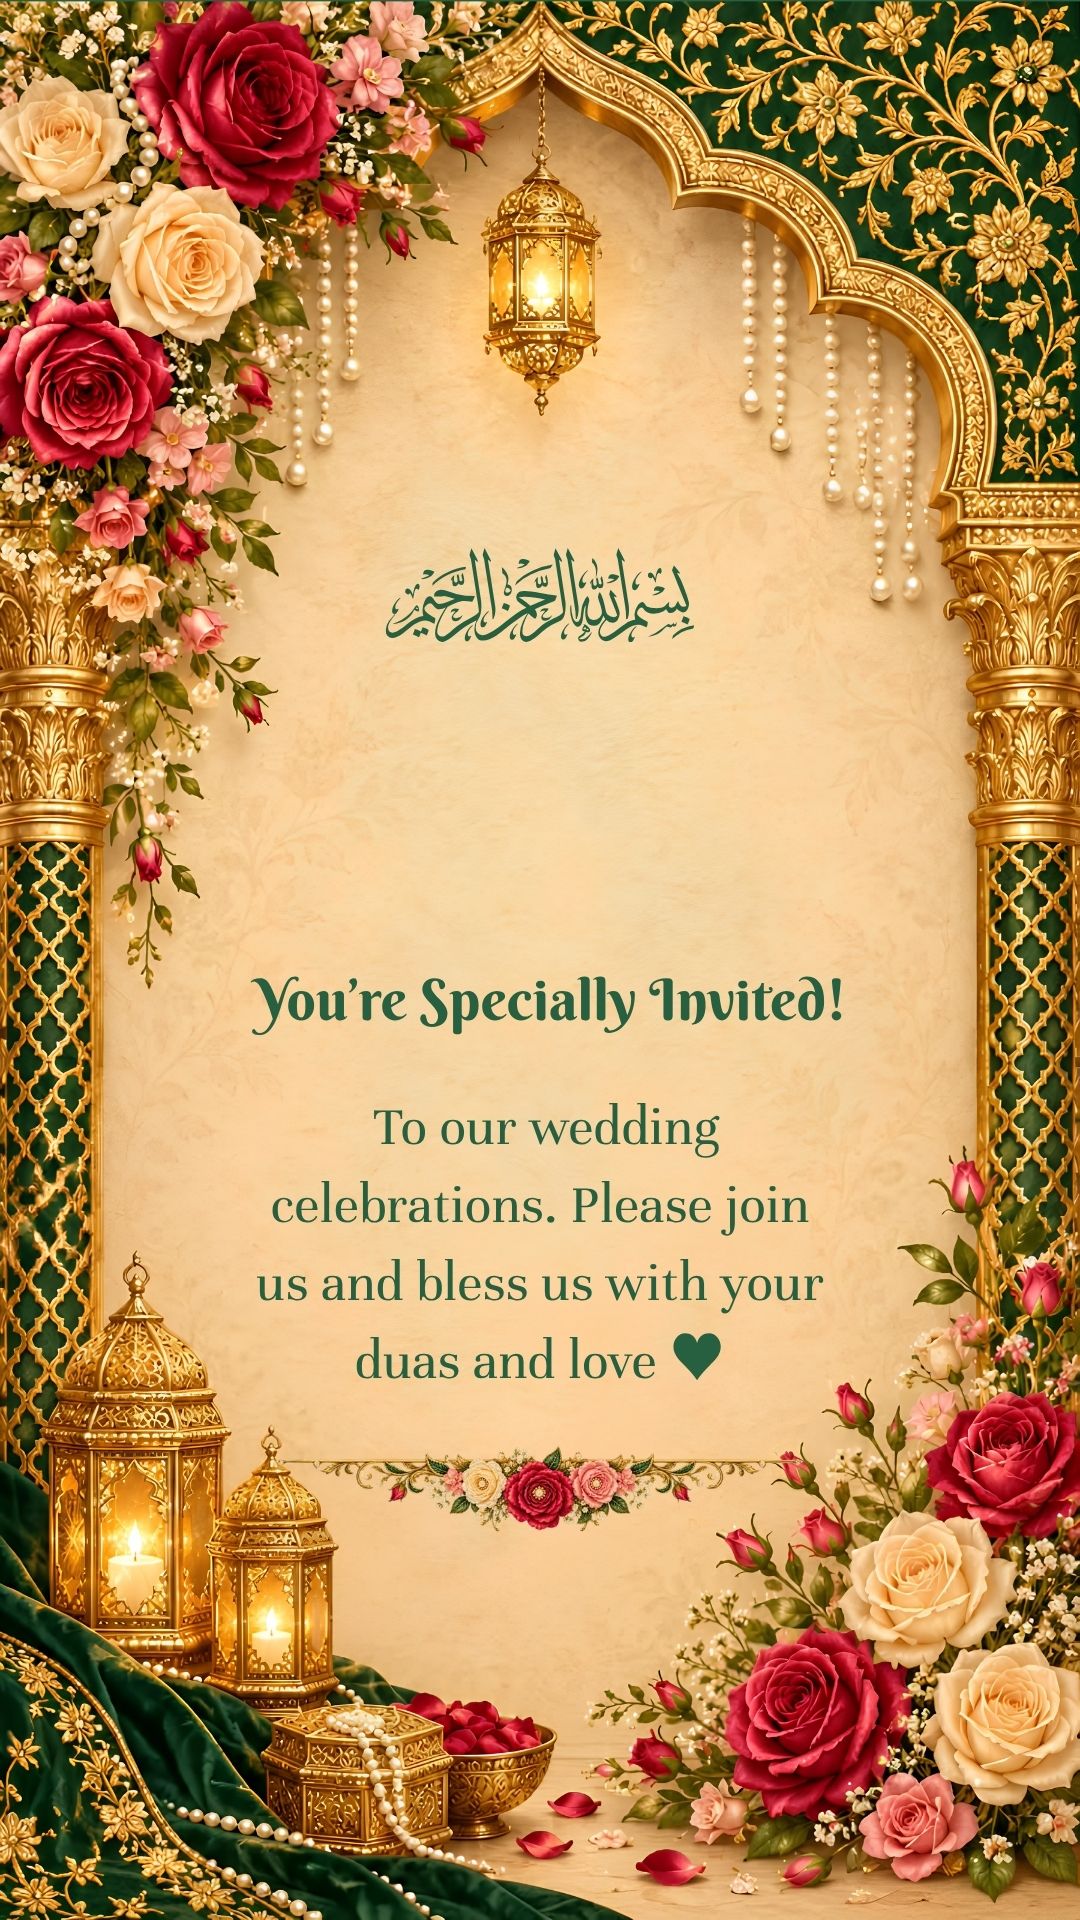 بِسْمِ اللهِ الرَّحْمٰنِ الرَّحِيْمِ
You're Specially Invited!
To our wedding
celebrations. Please join
us and bless us with your
duas and love ♥